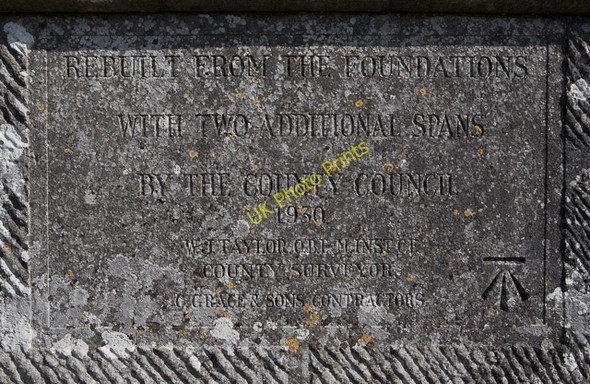 REBUILT FROM THE FOUNDATIONS
WITH TWO ADDITIONAL SPANS
BY THE COUNTY COUNCIL
1930
W.J. TAYLOR, O.B.E. M.INST.C.E.
COUNTY SURVEYOR.
C. GRACE & SONS CONTRACTORS.
UK Photo Prints